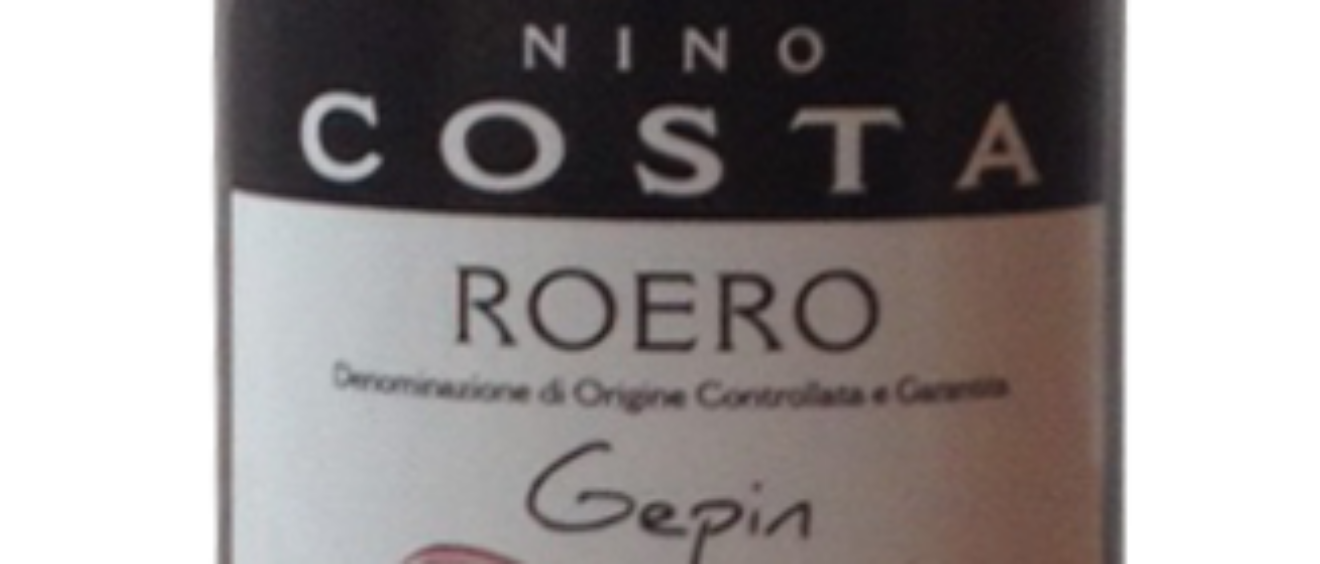 NINO
COSTA
ROERO
Denominazione di Origine Controllata e Garantita
Gepin